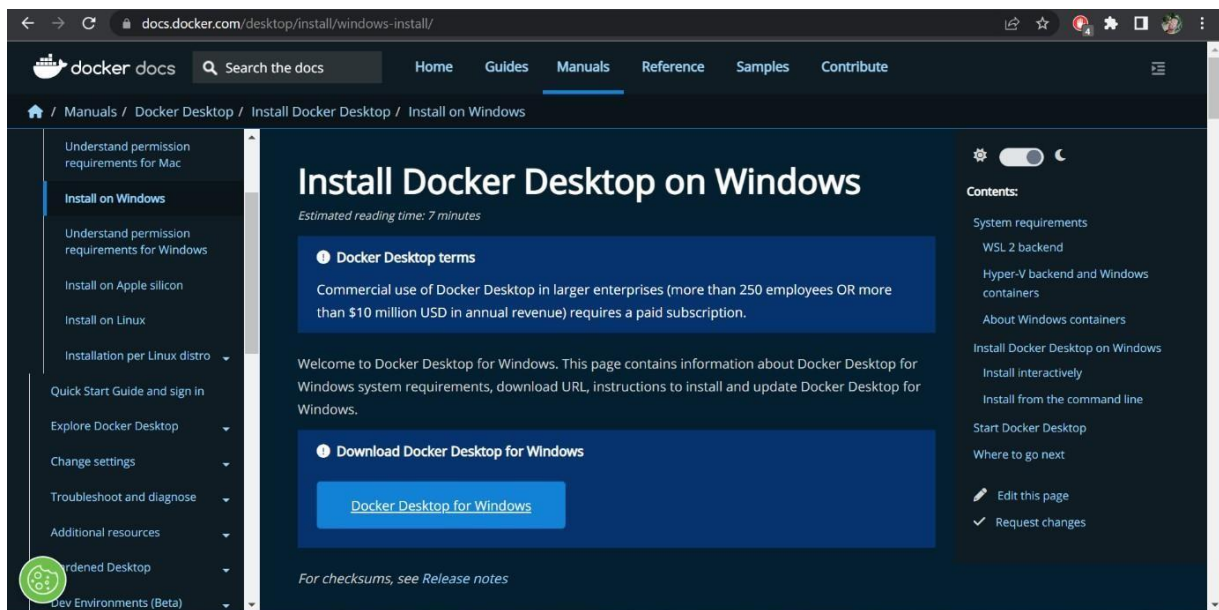 docs.docker.com/desktop/install/windows-install/
4
docker docs
Search the docs
Home
Guides
Manuals
Reference
Samples
Contribute
/ Manuals / Docker Desktop / Install Docker Desktop / Install on Windows
Understand permission
requirements for Mac
Install on Windows
Understand permission
requirements for Windows
Install on Apple silicon
Install on Linux
Installation per Linux distro
Quick Start Guide and sign in
Explore Docker Desktop
Change settings
Troubleshoot and diagnose
Additional resources
rdened Desktop
Dev Environments (Beta)
Install Docker Desktop on Windows
Estimated reading time: 7 minutes
Docker Desktop terms
Commercial use of Docker Desktop in larger enterprises (more than 250 employees OR more
than $10 million USD in annual revenue) requires a paid subscription.
Welcome to Docker Desktop for Windows. This page contains information about Docker Desktop for
Windows system requirements, download URL, instructions to install and update Docker Desktop for
Windows.
Download Docker Desktop for Windows
Docker Desktop for Windows
For checksums, see Release notes
Contents:
System requirements
WSL 2 backend
Hyper-V backend and Windows
containers
About Windows containers
Install Docker Desktop on Windows
Install interactively
Install from the command line
Start Docker Desktop
Where to go next
Edit this page
Request changes